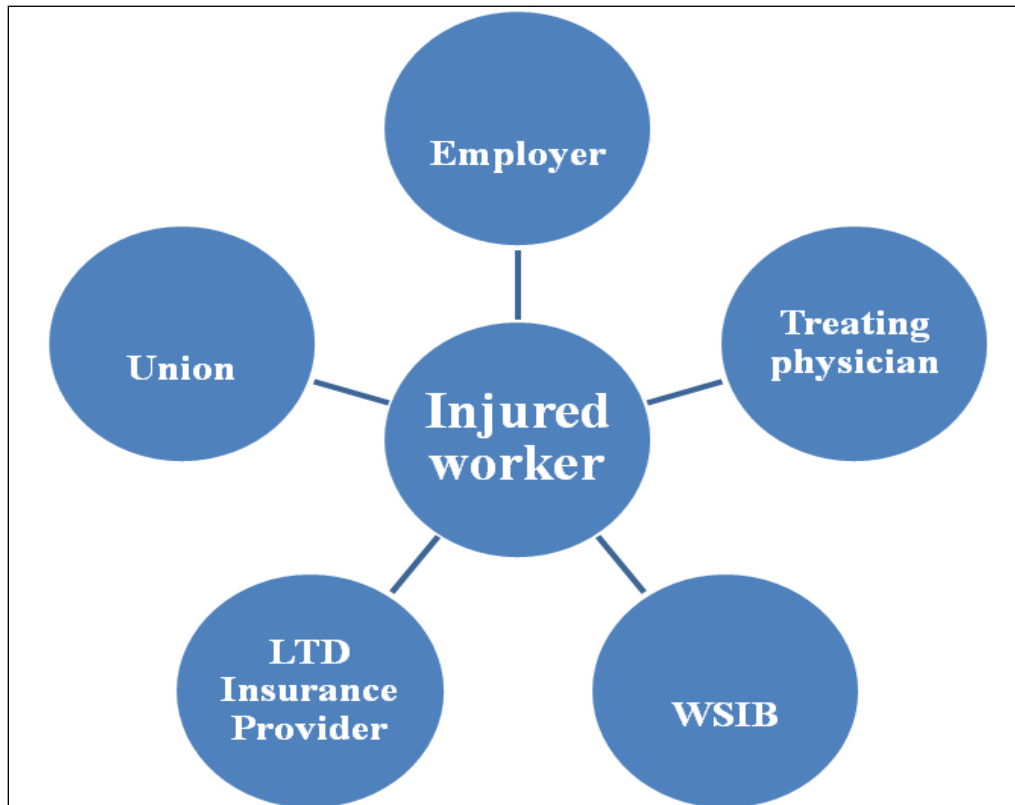 Employer
Union
Treating
physician
Injured
worker
LTD
Insurance
Provider
WSIB